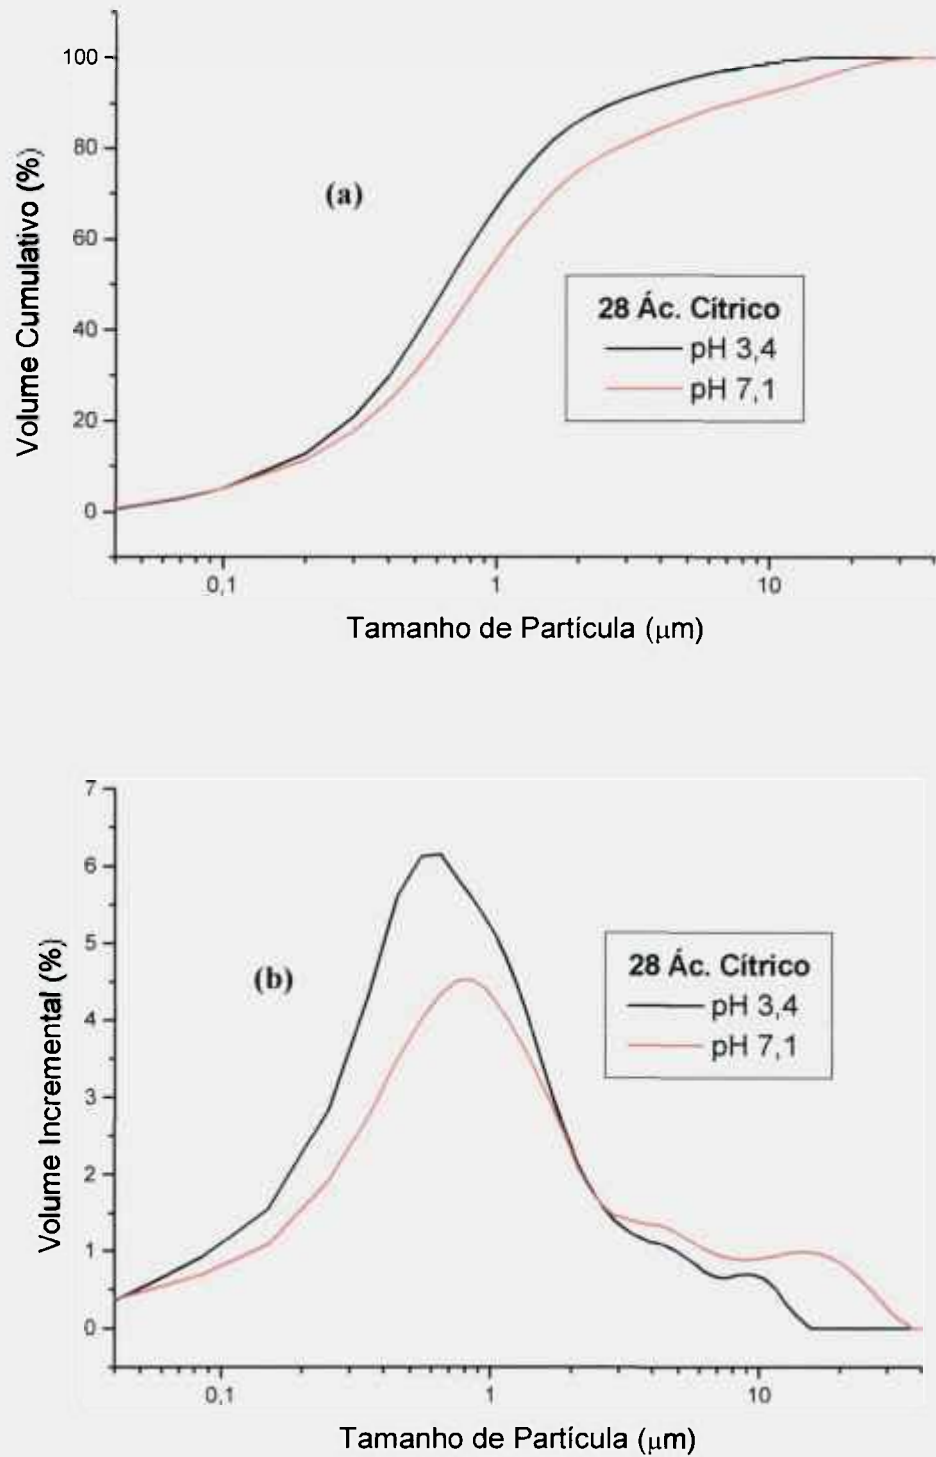 Volume Cumulativo (%)
100
80
60
40
20
0
(a)
28 Ác. Cítrico
pH 3,4
pH 7,1
0,1
1
10
Tamanho de Partícula (μm)
Volume Incremental (%)
7
6
5
4
3
2
1
0
(b)
28 Ác. Cítrico
pH 3,4
pH 7,1
0,1
1
10
Tamanho de Partícula (μm)